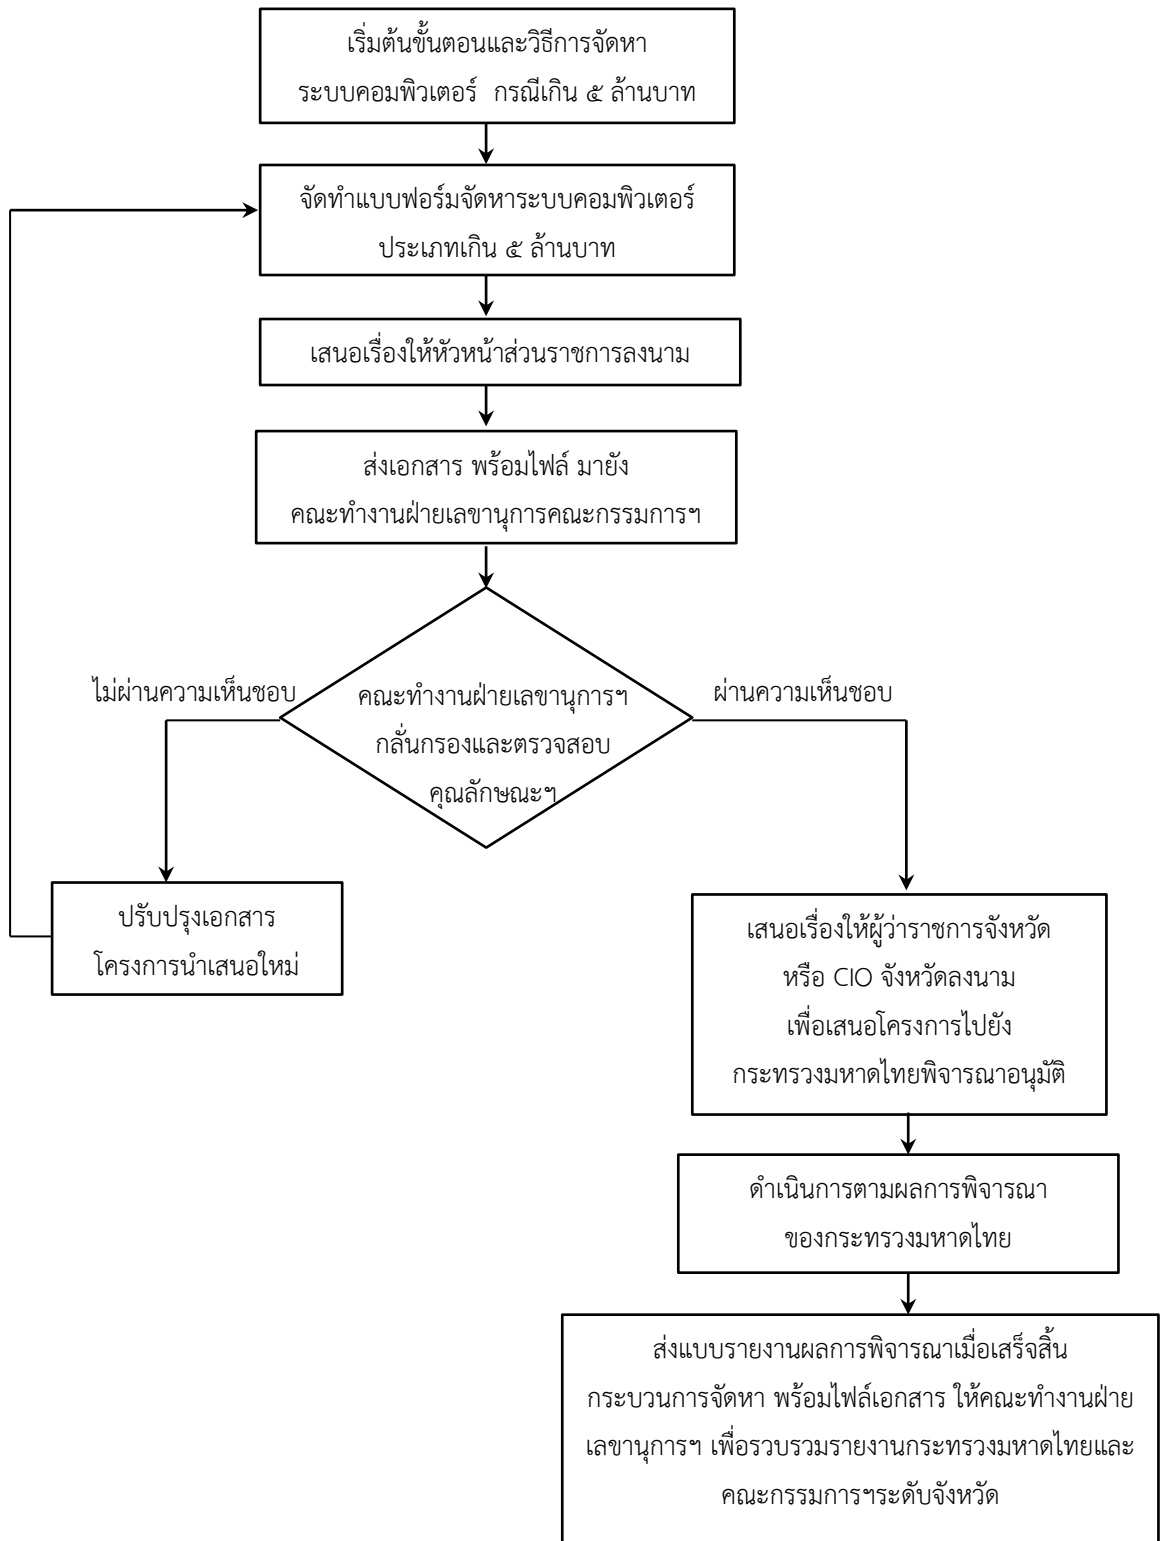 เริ่มต้นขั้นตอนและวิธีการจัดหา
ระบบคอมพิวเตอร์ กรณีเกิน ๕ ล้านบาท
จัดทำแบบฟอร์มจัดหาระบบคอมพิวเตอร์
ประเภทเกิน ๕ ล้านบาท
เสนอเรื่องให้หัวหน้าส่วนราชการลงนาม
ส่งเอกสาร พร้อมไฟล์ มายัง
คณะทำงานฝ่ายเลขานุการคณะกรรมการฯ
ไม่ผ่านความเห็นชอบ
คณะทำงานฝ่ายเลขานุการฯ
กลั่นกรองและตรวจสอบ
คุณลักษณะฯ
ผ่านความเห็นชอบ
ปรับปรุงเอกสาร
โครงการนำเสนอใหม่
เสนอเรื่องให้ผู้ว่าราชการจังหวัด
หรือ CIO จังหวัดลงนาม
เพื่อเสนอโครงการไปยัง
กระทรวงมหาดไทยพิจารณาอนุมัติ
ดำเนินการตามผลการพิจารณา
ของกระทรวงมหาดไทย
ส่งแบบรายงานผลการพิจารณาเมื่อเสร็จสิ้น
กระบวนการจัดหา พร้อมไฟล์เอกสาร ให้คณะทำงานฝ่าย
เลขานุการฯ เพื่อรวบรวมรายงานกระทรวงมหาดไทยและ
คณะกรรมการฯระดับจังหวัด